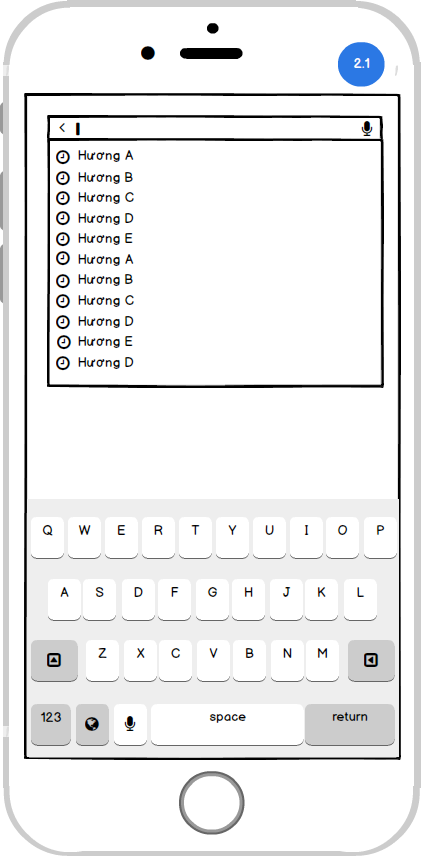 2.1
Hương A
Hương B
Hương C
Hương D
Hương E
Hương A
Hương B
Hương C
Hương D
Hương E
Hương D
Q W E R T Y U I O P
A S D F G H J K L
Z X C V B N M
123 space return